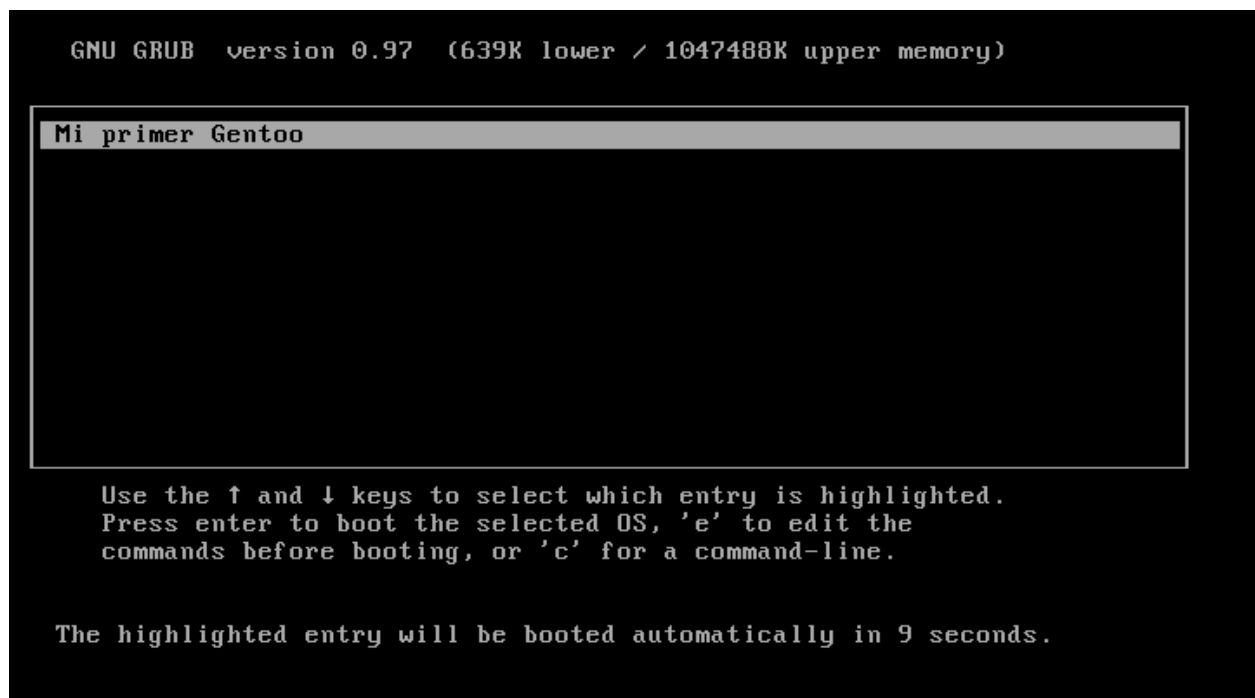 GNU GRUB version 0.97 (639K lower / 1047488K upper memory)
Mi primer Gentoo
Use the ↑ and ↓ keys to select which entry is highlighted.
Press enter to boot the selected OS, 'e' to edit the
commands before booting, or 'c' for a command-line.
The highlighted entry will be booted automatically in 9 seconds.